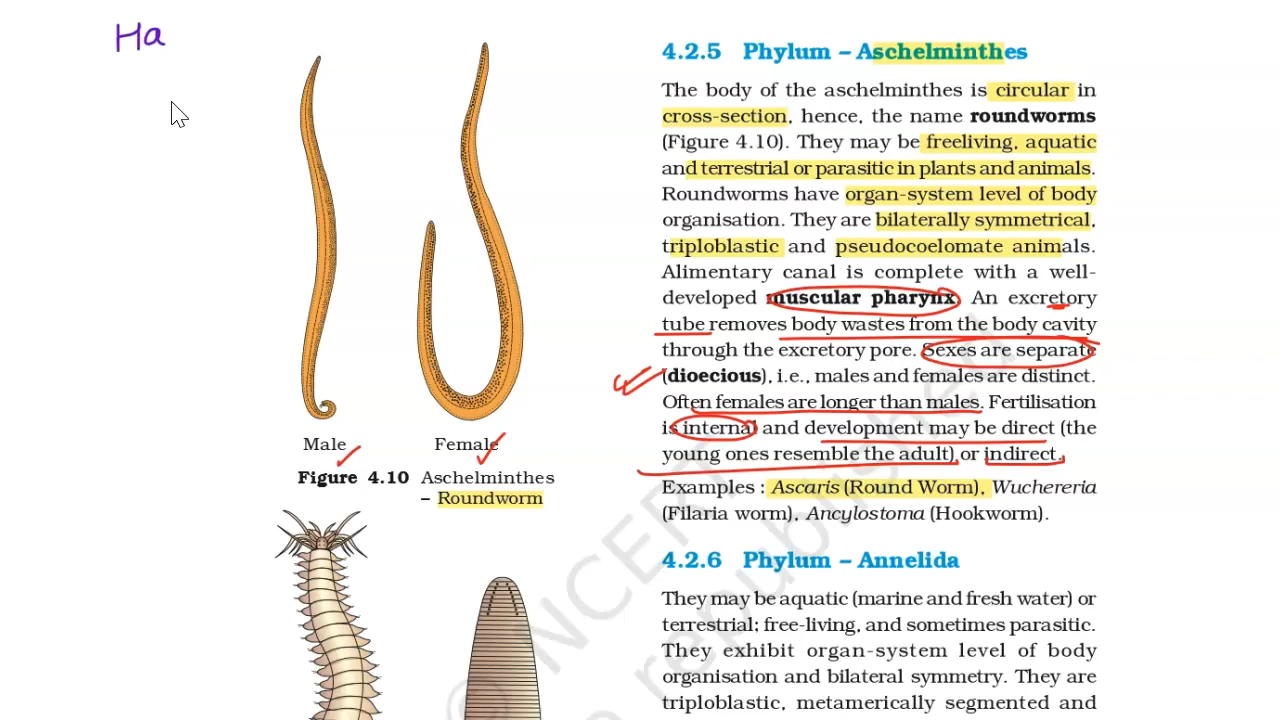 Ha
4.2.5 Phylum – Aschelminthes
The body of the aschelminthes is circular in
cross-section, hence, the name roundworms
(Figure 4.10). They may be freeliving, aquatic
and terrestrial or parasitic in plants and animals.
Roundworms have organ-system level of body
organisation. They are bilaterally symmetrical,
triploblastic and pseudocoelomate animals.
Alimentary canal is complete with a well-
developed muscular pharynx. An excretory
tube removes body wastes from the body cavity
through the excretory pore. Sexes are separate
(dioecious), i.e., males and females are distinct.
Often females are longer than males. Fertilisation
is internal and development may be direct (the
young ones resemble the adult) or indirect.
Examples : Ascaris (Round Worm), Wuchereria
(Filaria worm), Ancylostoma (Hookworm).
Male Female
Figure 4.10 Aschelminthes
– Roundworm
4.2.6 Phylum – Annelida
They may be aquatic (marine and fresh water) or
terrestrial; free-living, and sometimes parasitic.
They exhibit organ-system level of body
organisation and bilateral symmetry. They are
triploblastic, metamerically segmented and
© NCERT
republished